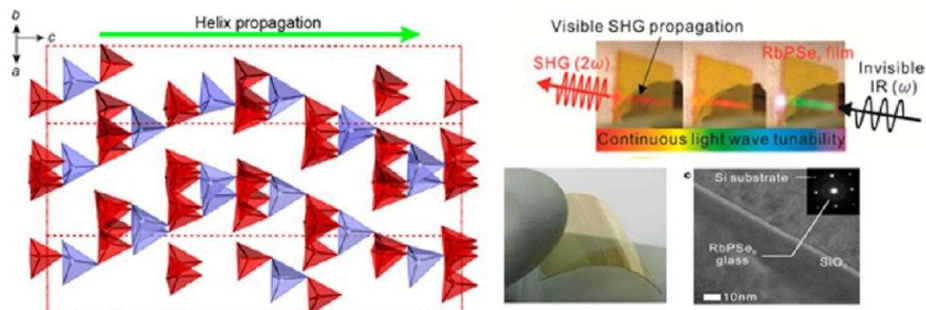 b
c
a
Helix propagation
Visible SHG propagation
SHG (2ω)
RbPSe₆ film
Invisible
IR (ω)
Continuous light wave tunability
c
Si substrate
RbPSe₆
glass
SiO₂
10nm